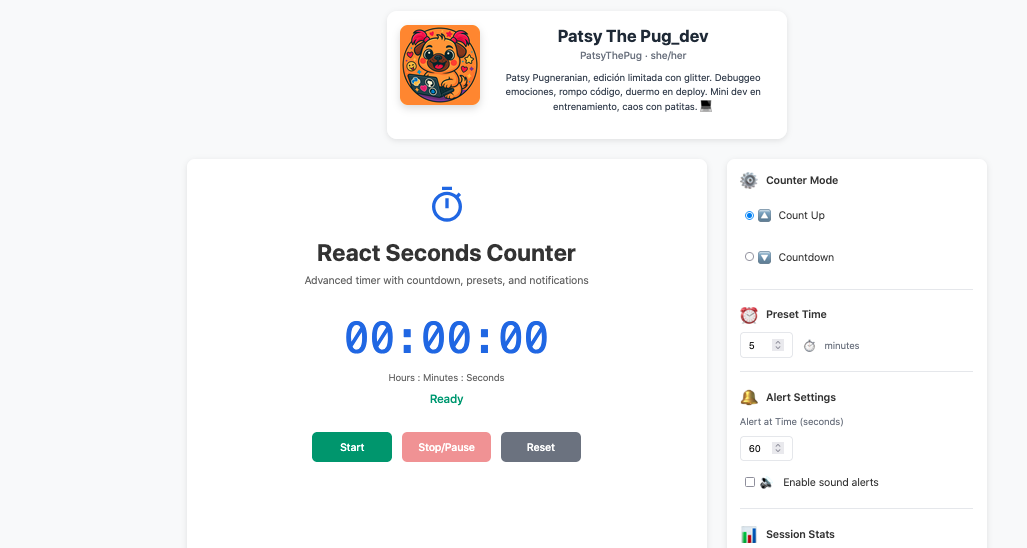 Patsy The Pug_dev
PatsyThePug · she/her
Patsy Pugneranian, edición limitada con glitter. Debuggeo
emociones, rompo código, duermo en deploy. Mini dev en
entrenamiento, caos con patitas. 💻
React Seconds Counter
Advanced timer with countdown, presets, and notifications
00:00:00
Hours : Minutes : Seconds
Ready
Start
Stop/Pause
Reset
Counter Mode
Count Up
Countdown
Preset Time
5
minutes
Alert Settings
Alert at Time (seconds)
60
Enable sound alerts
Session Stats